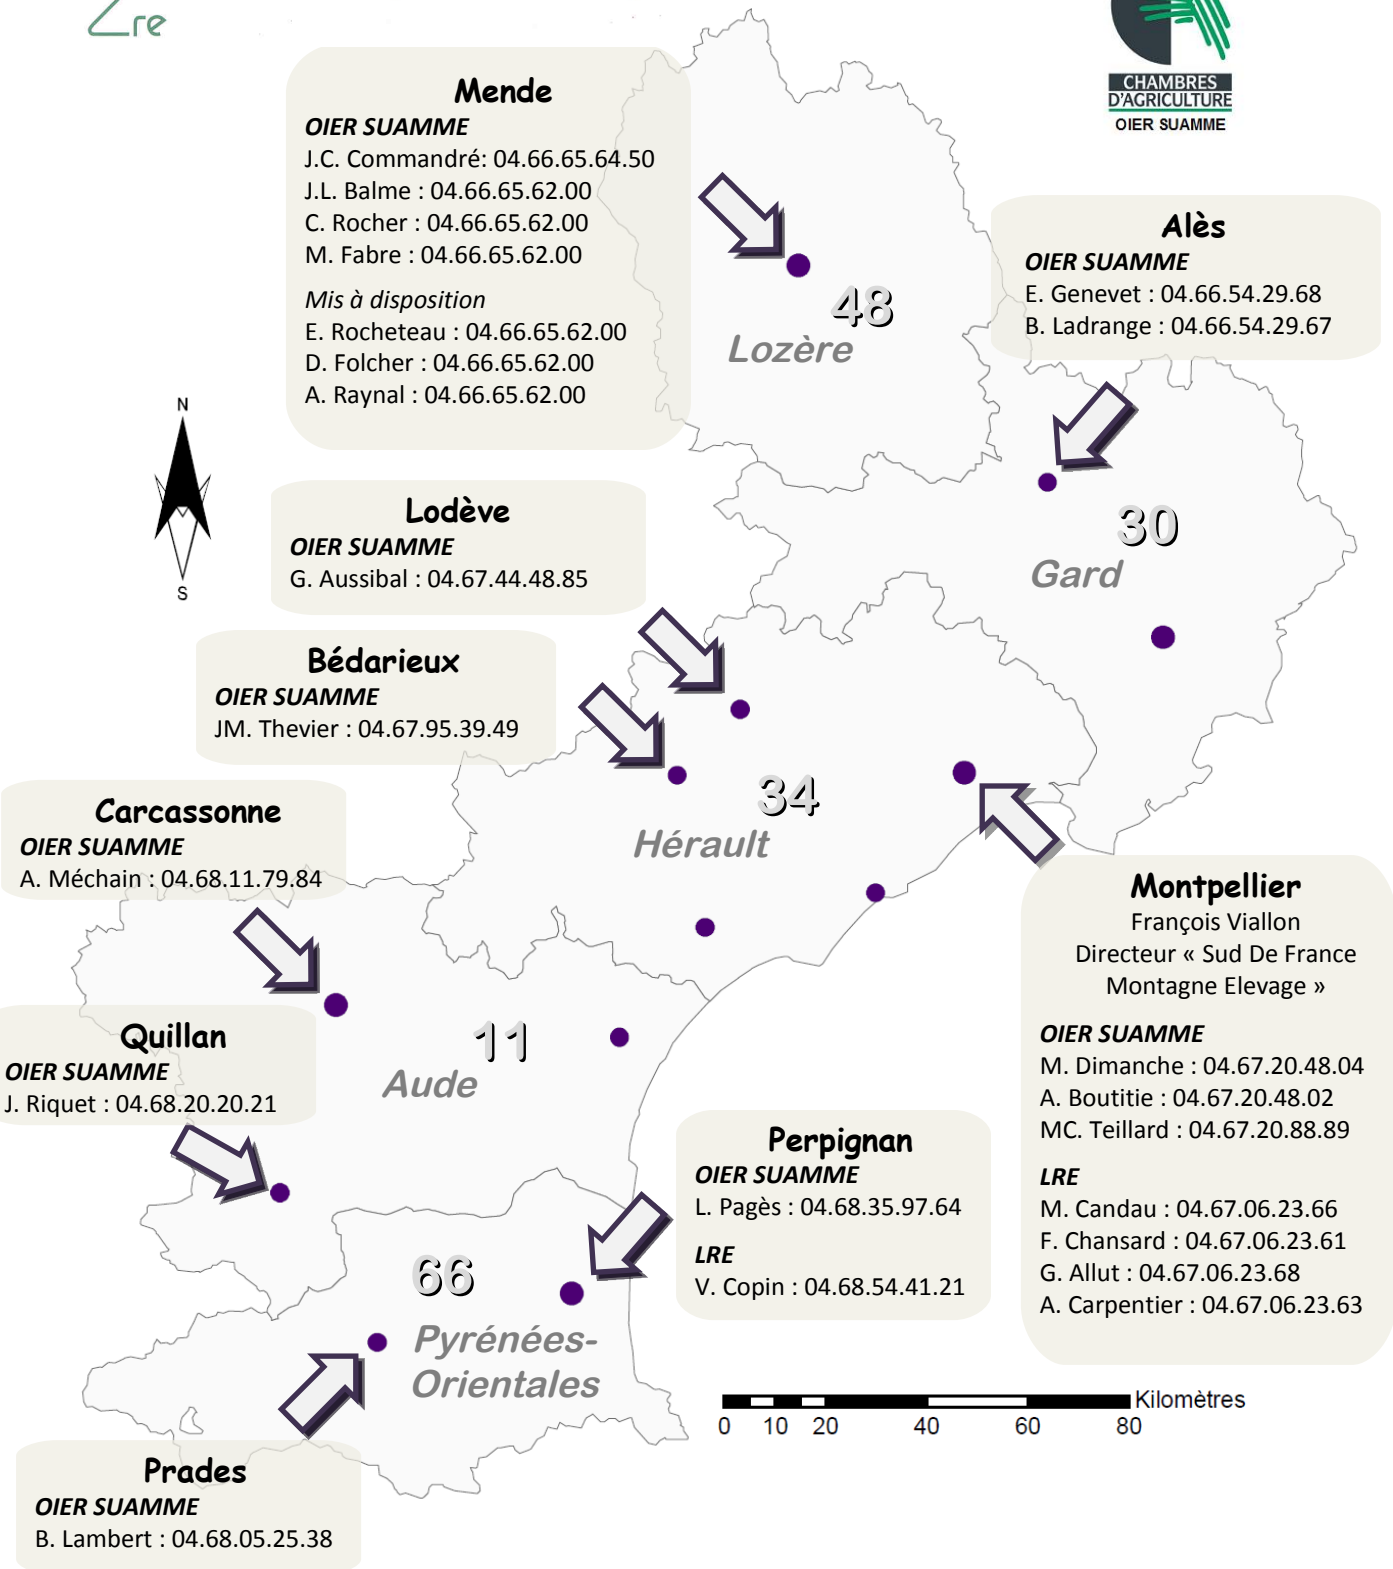 Lre
CHAMBRES
D'AGRICULTURE
OIER SUAMME
Mende
OIER SUAMME
J.C. Commandré: 04.66.65.64.50
J.L. Balme : 04.66.65.62.00
C. Rocher : 04.66.65.62.00
M. Fabre : 04.66.65.62.00
Mis à disposition
E. Rocheteau : 04.66.65.62.00
D. Folcher : 04.66.65.62.00
A. Raynal : 04.66.65.62.00
Alès
OIER SUAMME
E. Genevet : 04.66.54.29.68
B. Ladrange : 04.66.54.29.67
48
Lozère
N
S
Lodève
OIER SUAMME
G. Aussibal : 04.67.44.48.85
30
Gard
Bédarieux
OIER SUAMME
JM. Thevier : 04.67.95.39.49
34
Hérault
Carcassonne
OIER SUAMME
A. Méchain : 04.68.11.79.84
Montpellier
François Viallon
Directeur « Sud De France
Montagne Elevage »
OIER SUAMME
M. Dimanche : 04.67.20.48.04
A. Boutitie : 04.67.20.48.02
MC. Teillard : 04.67.20.88.89
LRE
M. Candau : 04.67.06.23.66
F. Chansard : 04.67.06.23.61
G. Allut : 04.67.06.23.68
A. Carpentier : 04.67.06.23.63
Quillan
OIER SUAMME
J. Riquet : 04.68.20.20.21
11
Aude
Perpignan
OIER SUAMME
L. Pagès : 04.68.35.97.64
LRE
V. Copin : 04.68.54.41.21
66
Pyrénées-
Orientales
Kilomètres
0 10 20 40 60 80
Prades
OIER SUAMME
B. Lambert : 04.68.05.25.38